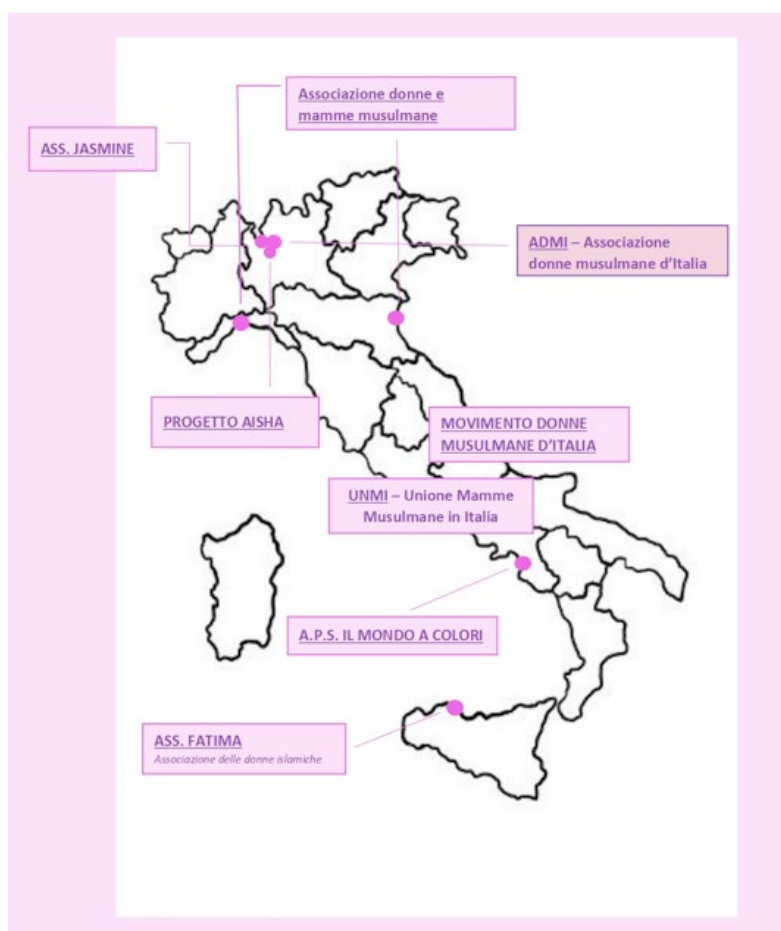 Associazione donne e
mamme musulmane
ASS. JASMINE
ADMI – Associazione
donne musulmane d'Italia
PROGETTO AISHA
MOVIMENTO DONNE
MUSULMANE D'ITALIA
UNMI – Unione Mamme
Musulmane in Italia
A.P.S. IL MONDO A COLORI
ASS. FATIMA
Associazione delle donne islamiche